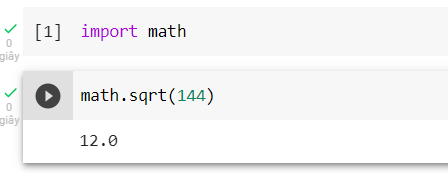 [1] import math
0
giây
math.sqrt(144)
0
giây
12.0